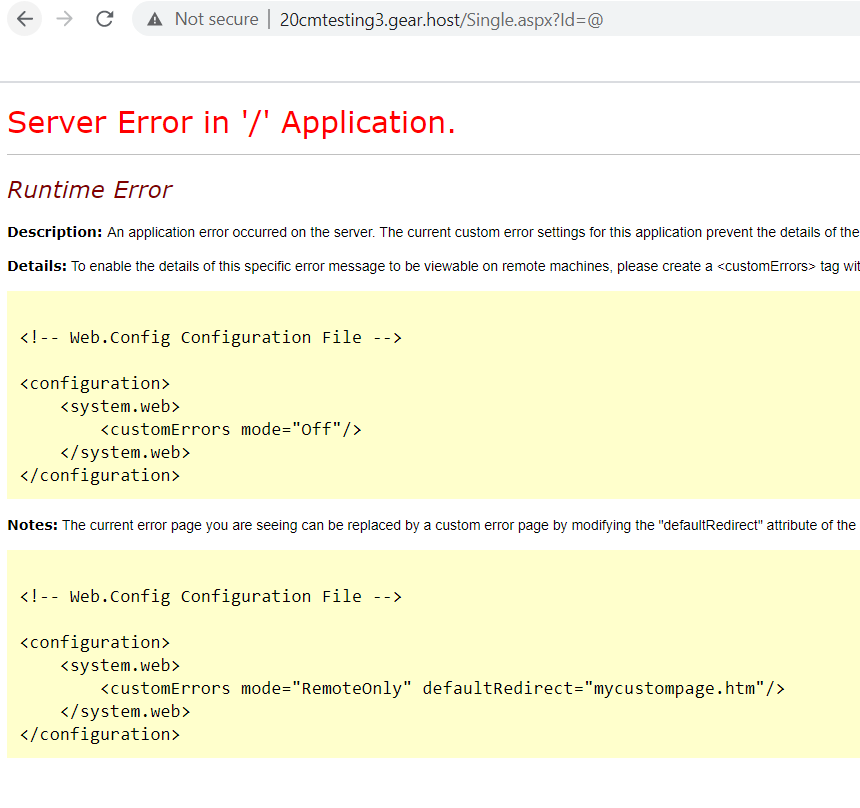 Not secure | 20cmtesting3.gear.host/Single.aspx?Id=@
Server Error in '/' Application.
Runtime Error
Description: An application error occurred on the server. The current custom error settings for this application prevent the details of the
Details: To enable the details of this specific error message to be viewable on remote machines, please create a <customErrors> tag wit
<!-- Web.Config Configuration File -->
<configuration>
    <system.web>
        <customErrors mode="Off"/>
    </system.web>
</configuration>
Notes: The current error page you are seeing can be replaced by a custom error page by modifying the "defaultRedirect" attribute of the
<!-- Web.Config Configuration File -->
<configuration>
    <system.web>
        <customErrors mode="RemoteOnly" defaultRedirect="mycustompage.htm"/>
    </system.web>
</configuration>